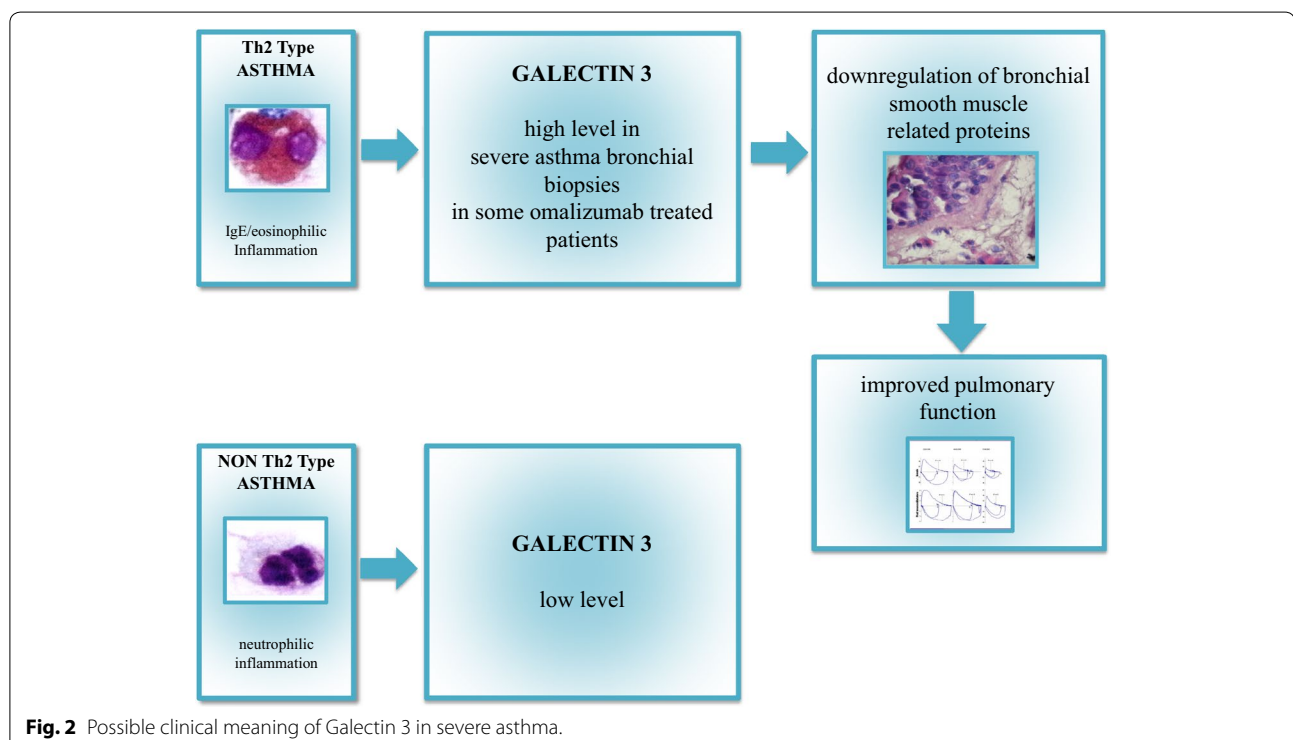 Th2 Type
ASTHMA
IgE/eosinophilic
Inflammation
GALECTIN 3
high level in
severe asthma bronchial
biopsies
in some omalizumab treated
patients
downregulation of bronchial
smooth muscle
related proteins
improved pulmonary
function
NON Th2 Type
ASTHMA
neutrophilic
inflammation
GALECTIN 3
low level
Fig. 2 Possible clinical meaning of Galectin 3 in severe asthma.